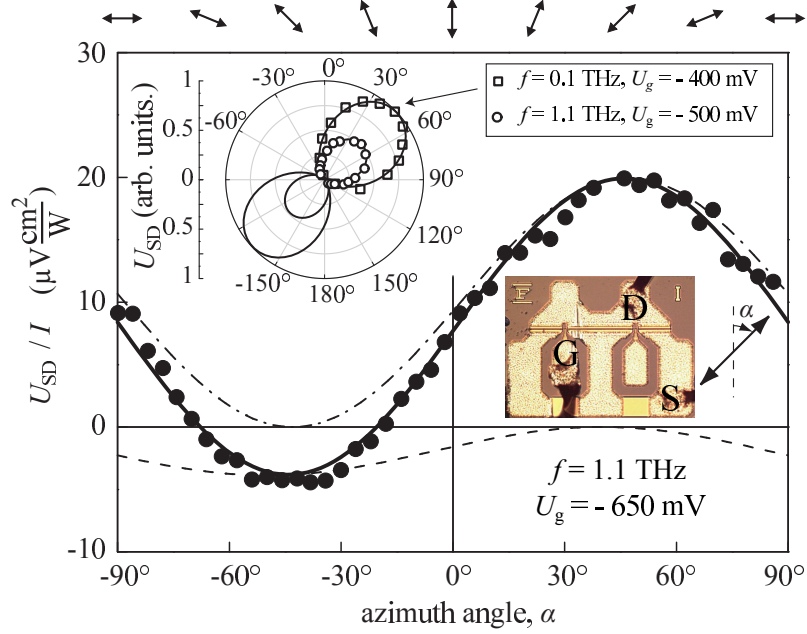 30
20
10
0
-10
U_SD / I (μV cm²/W)
-90°
-60°
-30°
0°
30°
60°
90°
azimuth angle, α
U_SD (arb. units.)
1
0.5
0
0.5
1
-30°
0°
30°
-60°
60°
90°
120°
-150°
180°
150°
f = 0.1 THz, U_g = - 400 mV
f = 1.1 THz, U_g = - 500 mV
D
I
G
S
α
f = 1.1 THz
U_g = - 650 mV